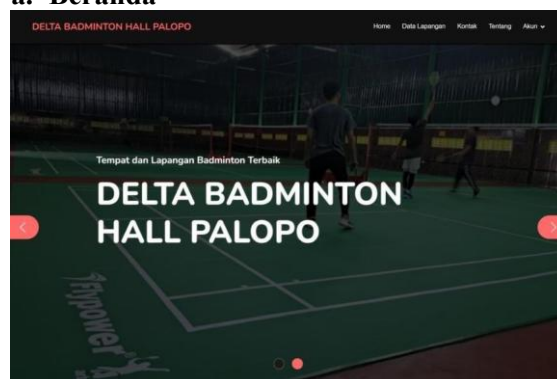 a. Beranda
DELTA BADMINTON HALL PALOPO
Home Data Lapangan Kontak Tentang Akun
Tempat dan Lapangan Badminton Terbaik
DELTA BADMINTON
HALL PALOPO
Flypower